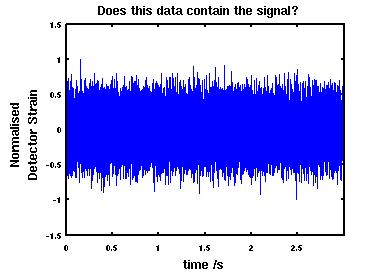 Does this data contain the signal?
1.5
1
0.5
0
-0.5
-1
-1.5
Normalised
Detector Strain
0 0.5 1 1.5 2 2.5
time /s